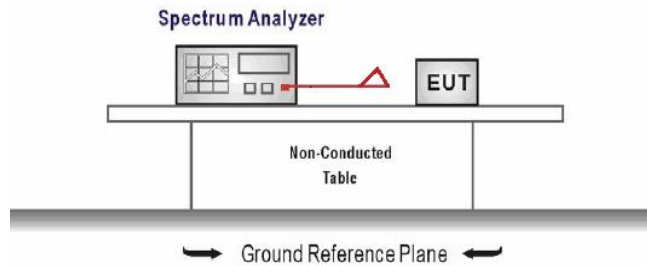 Spectrum Analyzer
EUT
Non-Conducted
Table
Ground Reference Plane